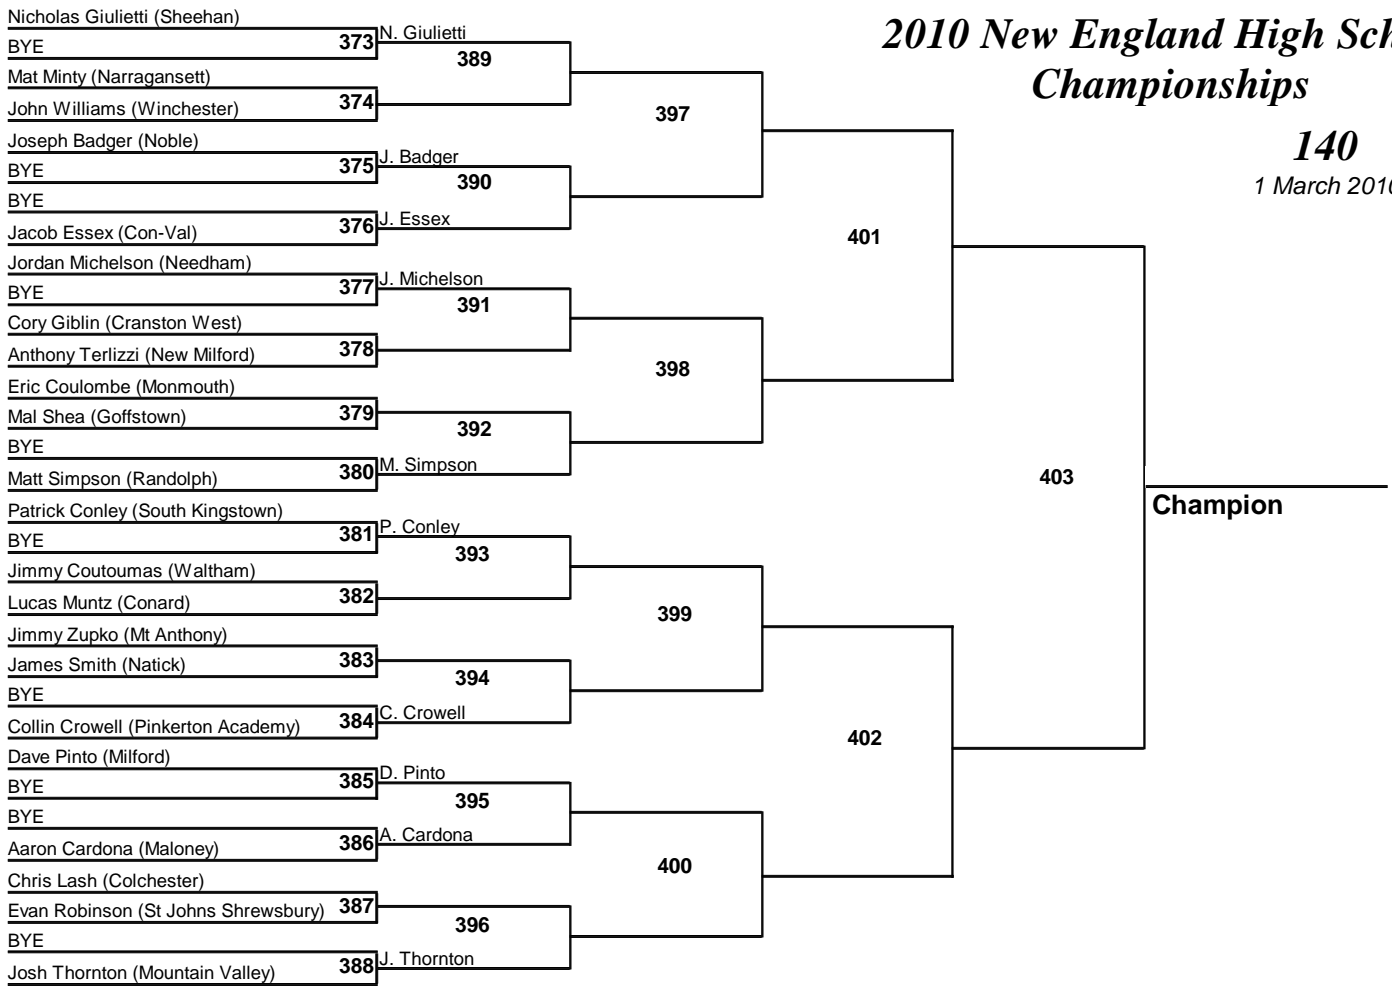 2010 New England High Sch
Championships
140
1 March 2010
Nicholas Giulietti (Sheehan)
BYE
373
N. Giulietti
389
Mat Minty (Narragansett)
John Williams (Winchester)
374
397
Joseph Badger (Noble)
BYE
375
J. Badger
390
BYE
Jacob Essex (Con-Val)
376
J. Essex
401
Jordan Michelson (Needham)
BYE
377
J. Michelson
391
Cory Giblin (Cranston West)
Anthony Terlizzi (New Milford)
378
398
Eric Coulombe (Monmouth)
Mal Shea (Goffstown)
379
392
BYE
Matt Simpson (Randolph)
380
M. Simpson
403
Champion
Patrick Conley (South Kingstown)
BYE
381
P. Conley
393
Jimmy Coutoumas (Waltham)
Lucas Muntz (Conard)
382
399
Jimmy Zupko (Mt Anthony)
James Smith (Natick)
383
394
BYE
Collin Crowell (Pinkerton Academy)
384
C. Crowell
402
Dave Pinto (Milford)
BYE
385
D. Pinto
395
BYE
Aaron Cardona (Maloney)
386
A. Cardona
400
Chris Lash (Colchester)
Evan Robinson (St Johns Shrewsbury)
387
396
BYE
Josh Thornton (Mountain Valley)
388
J. Thornton